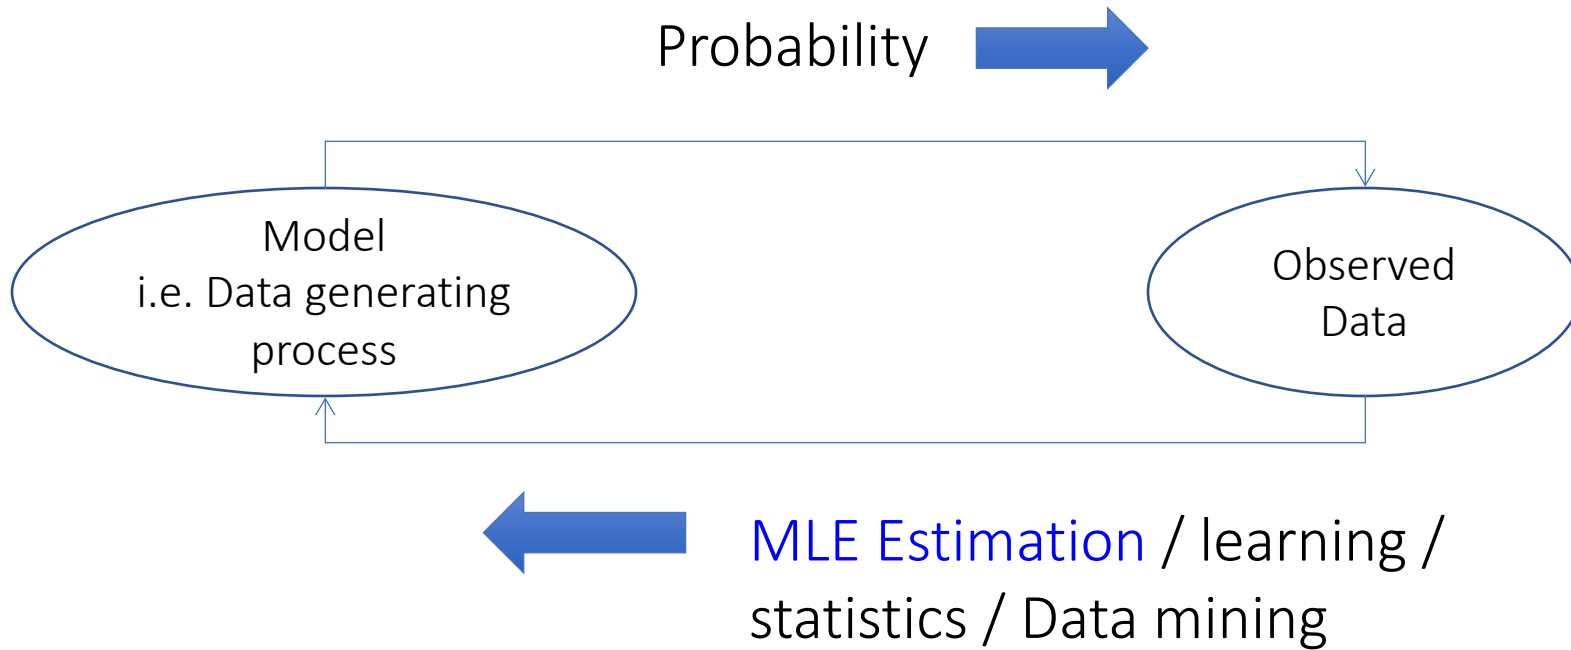 Probability
Model
i.e. Data generating
process
Observed
Data
MLE Estimation / learning /
statistics / Data mining